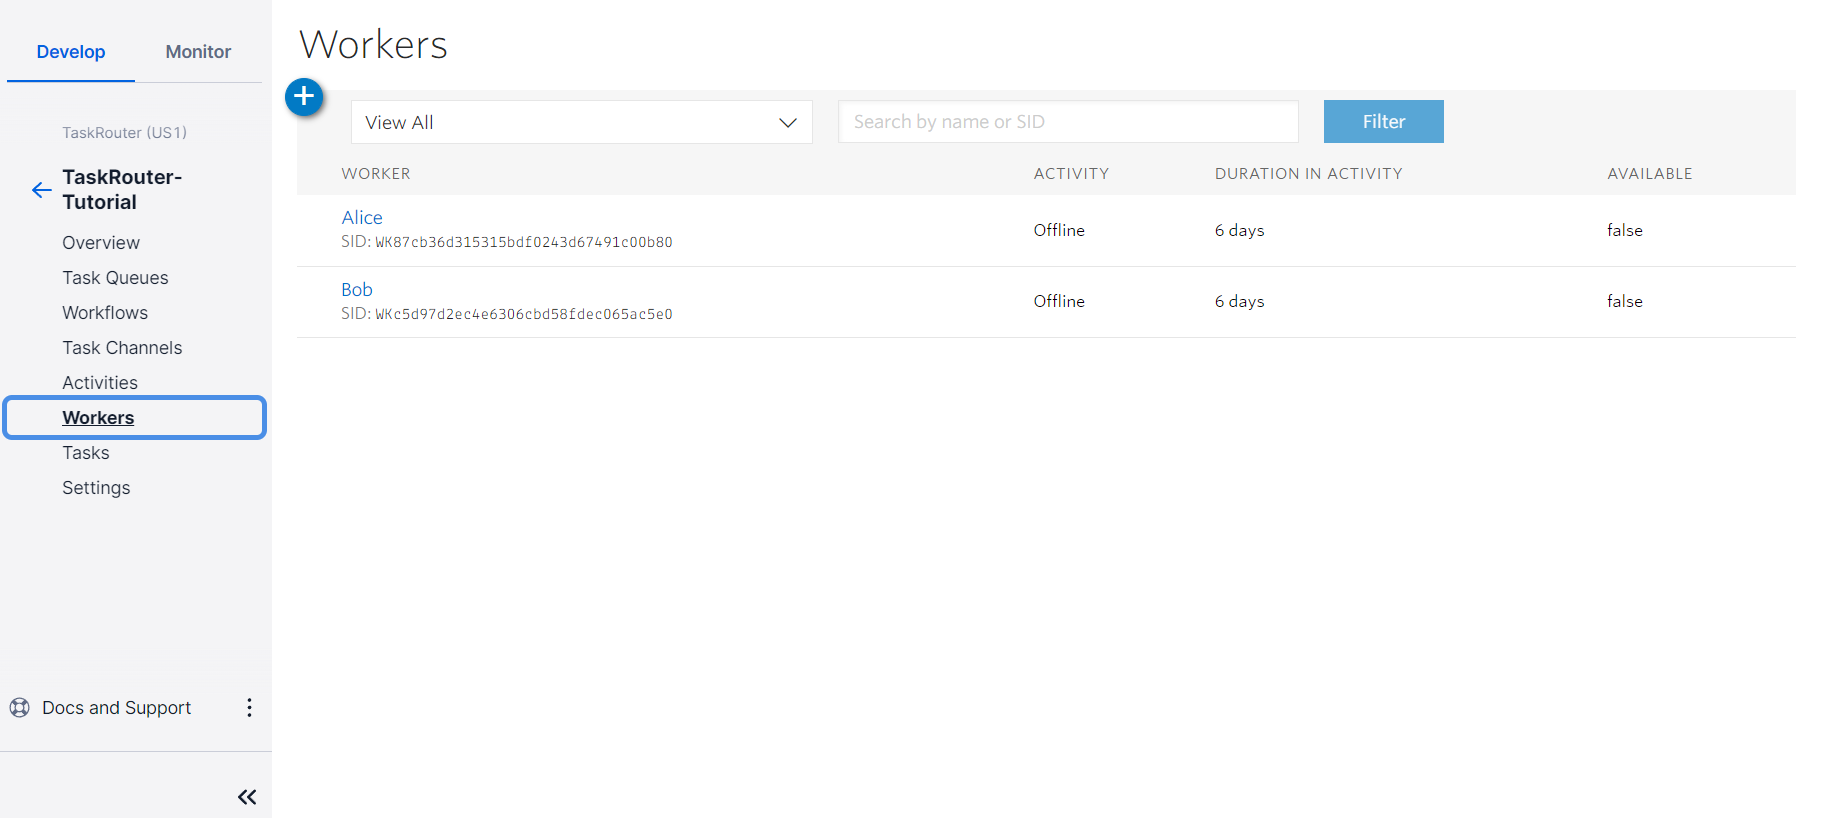 Develop
Monitor
TaskRouter (US1)
TaskRouter-
Tutorial
Overview
Task Queues
Workflows
Task Channels
Activities
Workers
Tasks
Settings
Docs and Support
Workers
View All
Search by name or SID
Filter
WORKER ACTIVITY DURATION IN ACTIVITY AVAILABLE
Alice
SID: WK87cb36d315315bdf0243d67491c00b80
Offline 6 days false
Bob
SID: WKc5d97d2ec4e6306cbd58fdec065ac5e0
Offline 6 days false